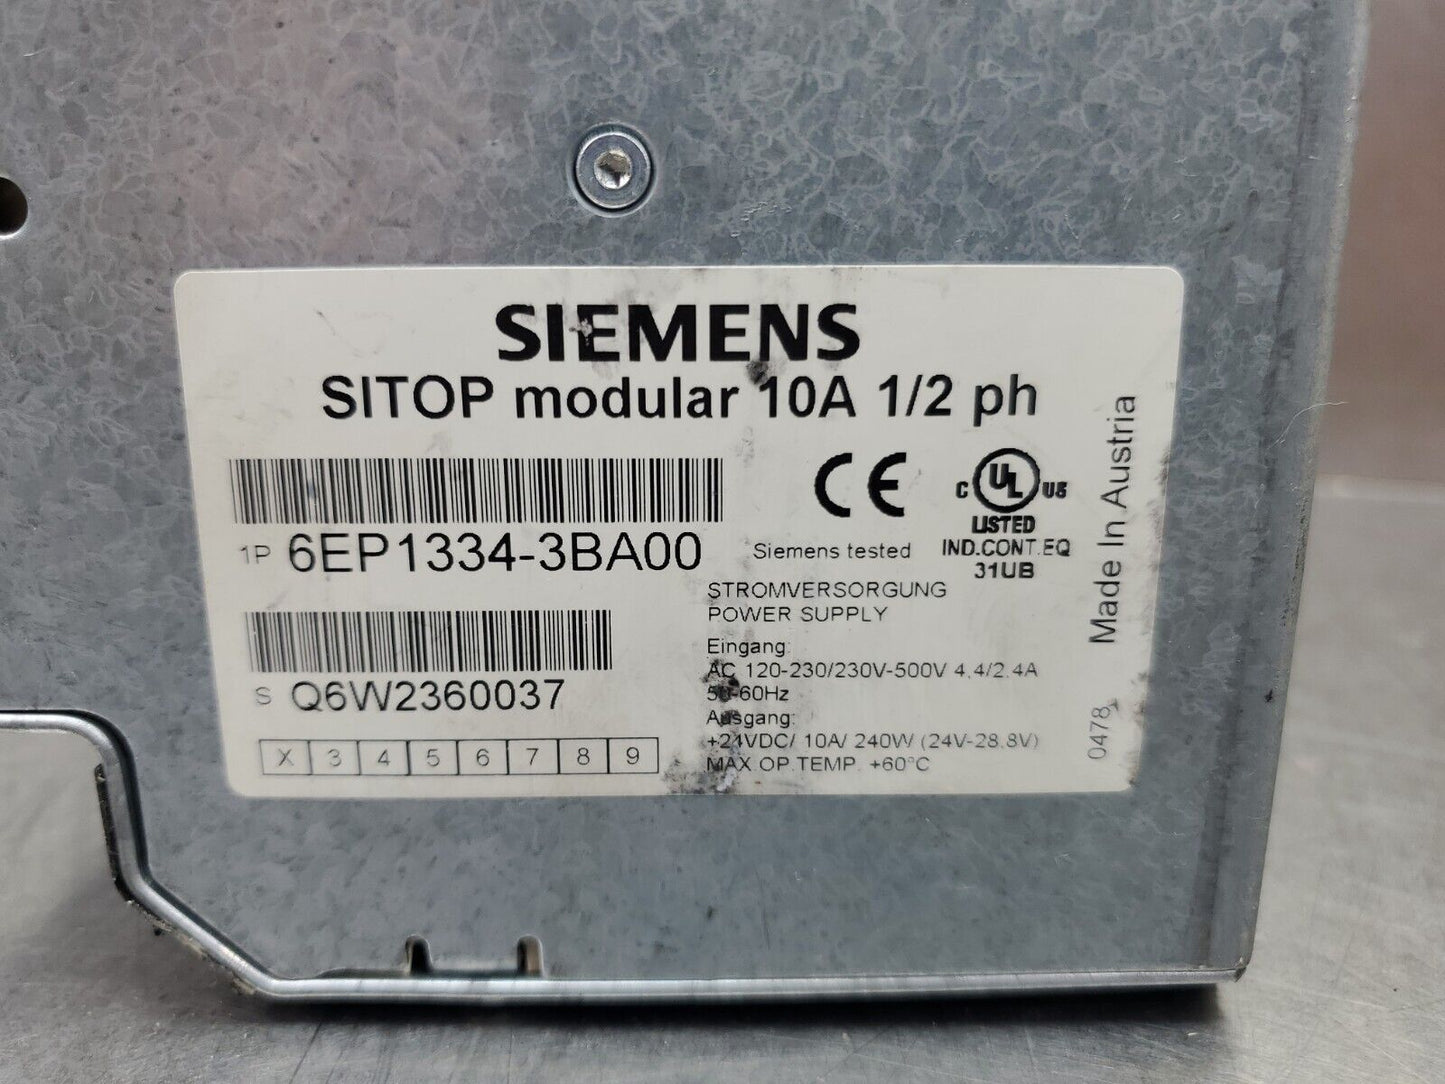 SIEMENS
SITOP modular 10A 1/2 ph
1P 6EP1334-3BA00
S Q6W2360037
X 3 4 5 6 7 8 9
CE
Siemens tested
C UL US
LISTED
IND.CONT.EQ
31UB
STROMVERSORGUNG
POWER SUPPLY
Eingang:
AC 120-230/230V-500V 4,4/2.4A
50-60Hz
Ausgang:
+24VDC/ 10A/ 240W/ (24V-28.8V)
MAX.OP.TEMP. +60°C
Made In Austria
0478